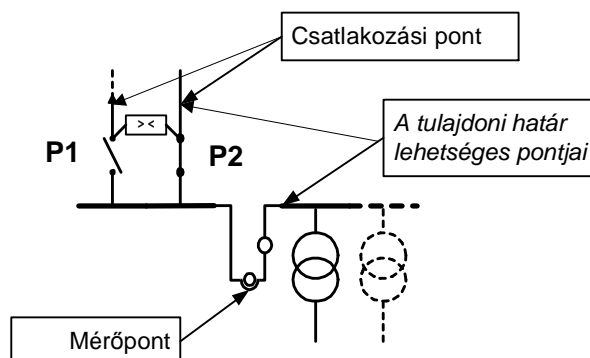 Csatlakozási pont
> <
P1
P2
A tulajdoni határ
lehetséges pontjai
Mérőpont